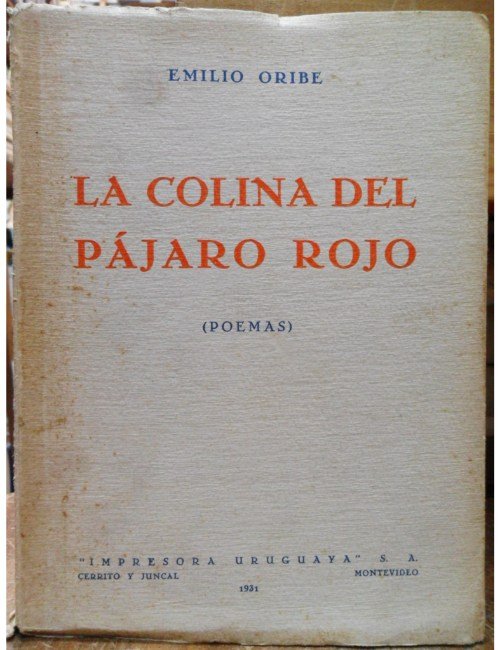 EMILIO ORIBE
LA COLINA DEL
PÁJARO ROJO
(POEMAS)
"IMPRESORA URUGUAYA" S. A.
CERRITO Y JUNCAL MONTEVIDEO
1931